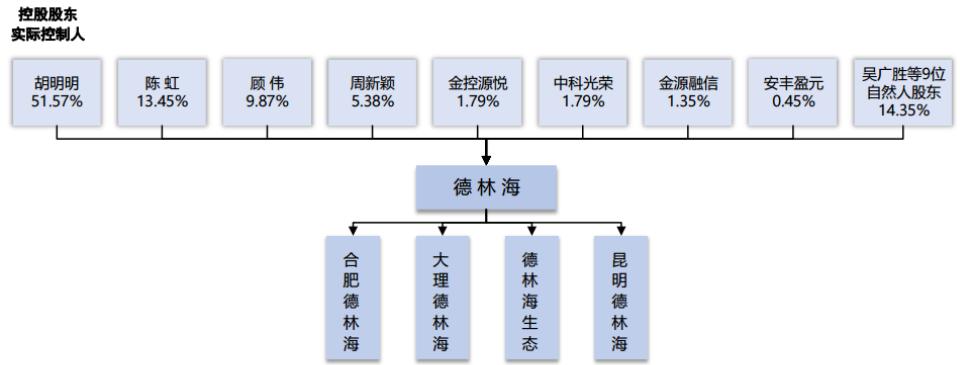 控股股东
实际控制人
胡明明
51.57%
陈 虹
13.45%
顾 伟
9.87%
周新颖
5.38%
金控源悦
1.79%
中科光荣
1.79%
金源融信
1.35%
安丰盈元
0.45%
吴广胜等9位
自然人股东
14.35%
德 林 海
合肥德林海
大理德林海
德林海生态
昆明德林海